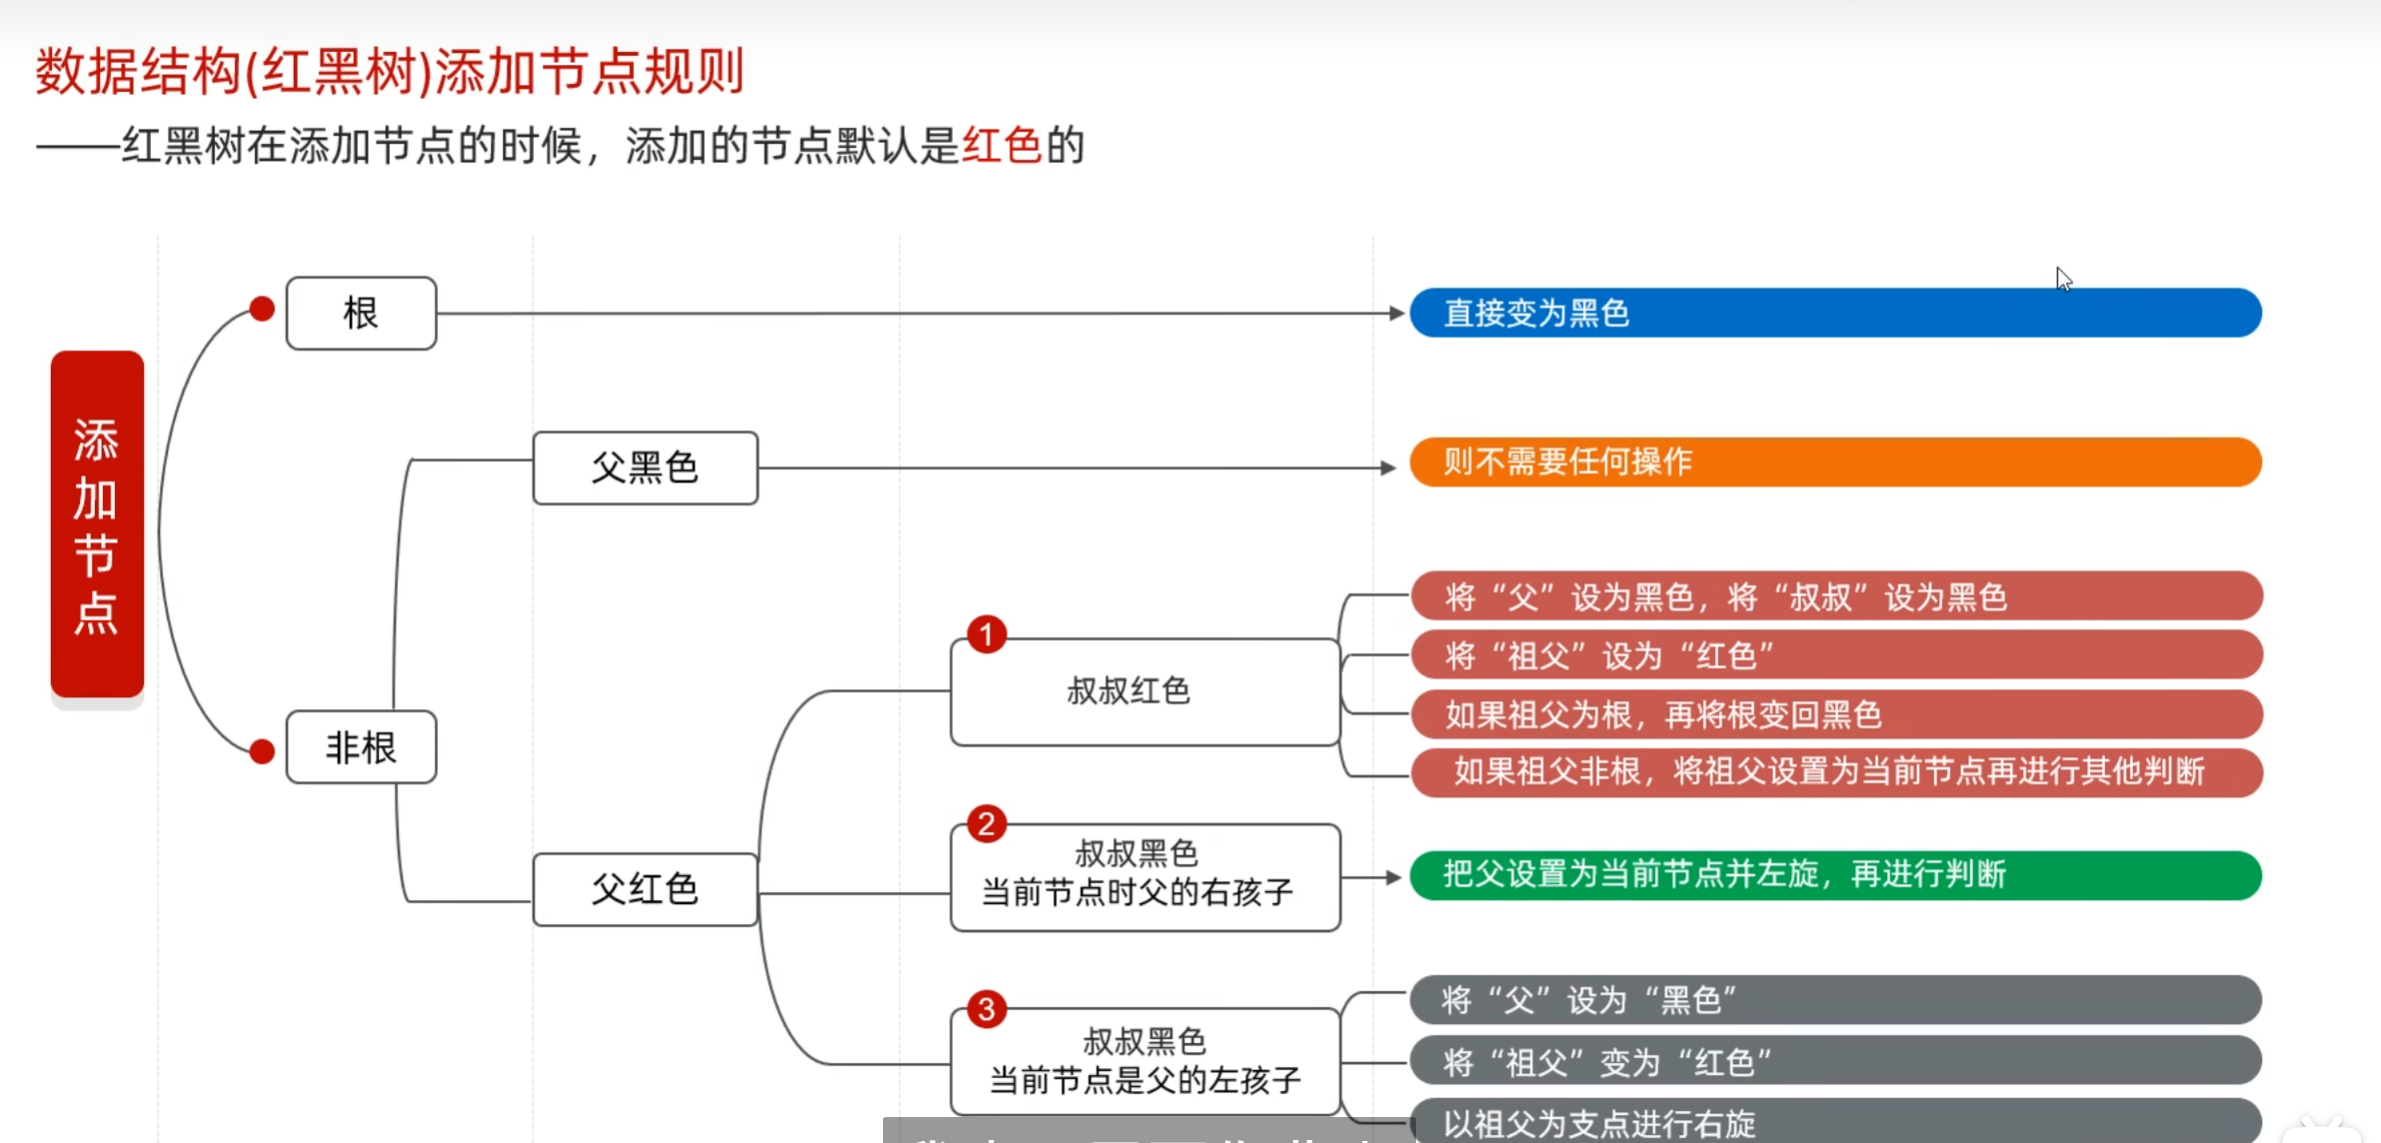 数据结构(红黑树)添加节点规则
——红黑树在添加节点的时候，添加的节点默认是红色的
添加节点
根
直接变为黑色
非根
父黑色
则不需要任何操作
父红色
1
叔叔红色
将“父”设为黑色，将“叔叔”设为黑色
将“祖父”设为“红色”
如果祖父为根，再将根变回黑色
如果祖父非根，将祖父设置为当前节点再进行其他判断
2
叔叔黑色
当前节点时父的右孩子
把父设置为当前节点并左旋，再进行判断
3
叔叔黑色
当前节点是父的左孩子
将“父”设为“黑色”
将“祖父”变为“红色”
以祖父为支点进行右旋